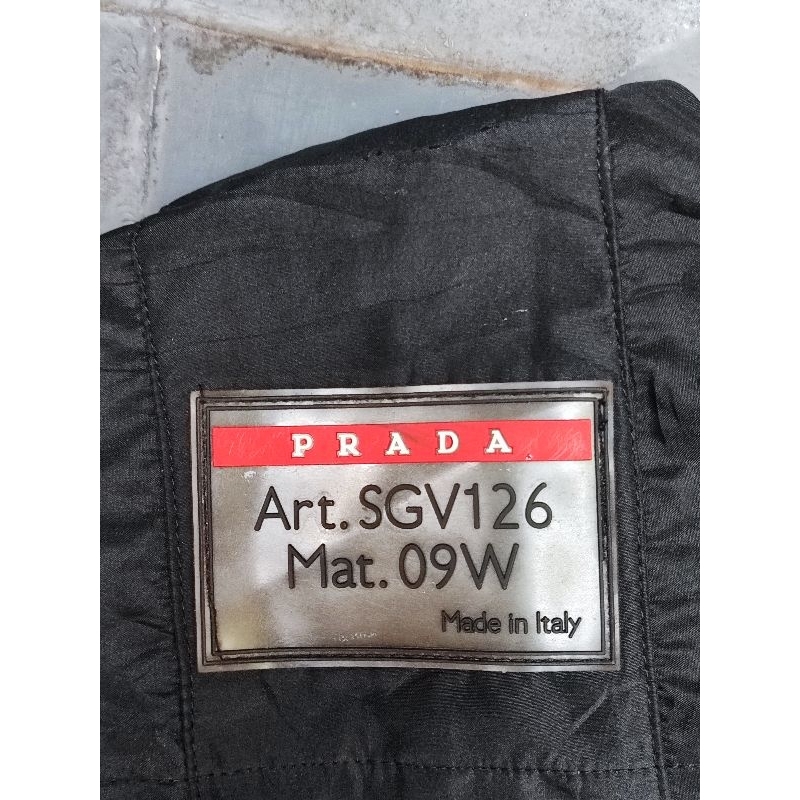 PRADA
Art. SGV126
Mat. 09W
Made in Italy